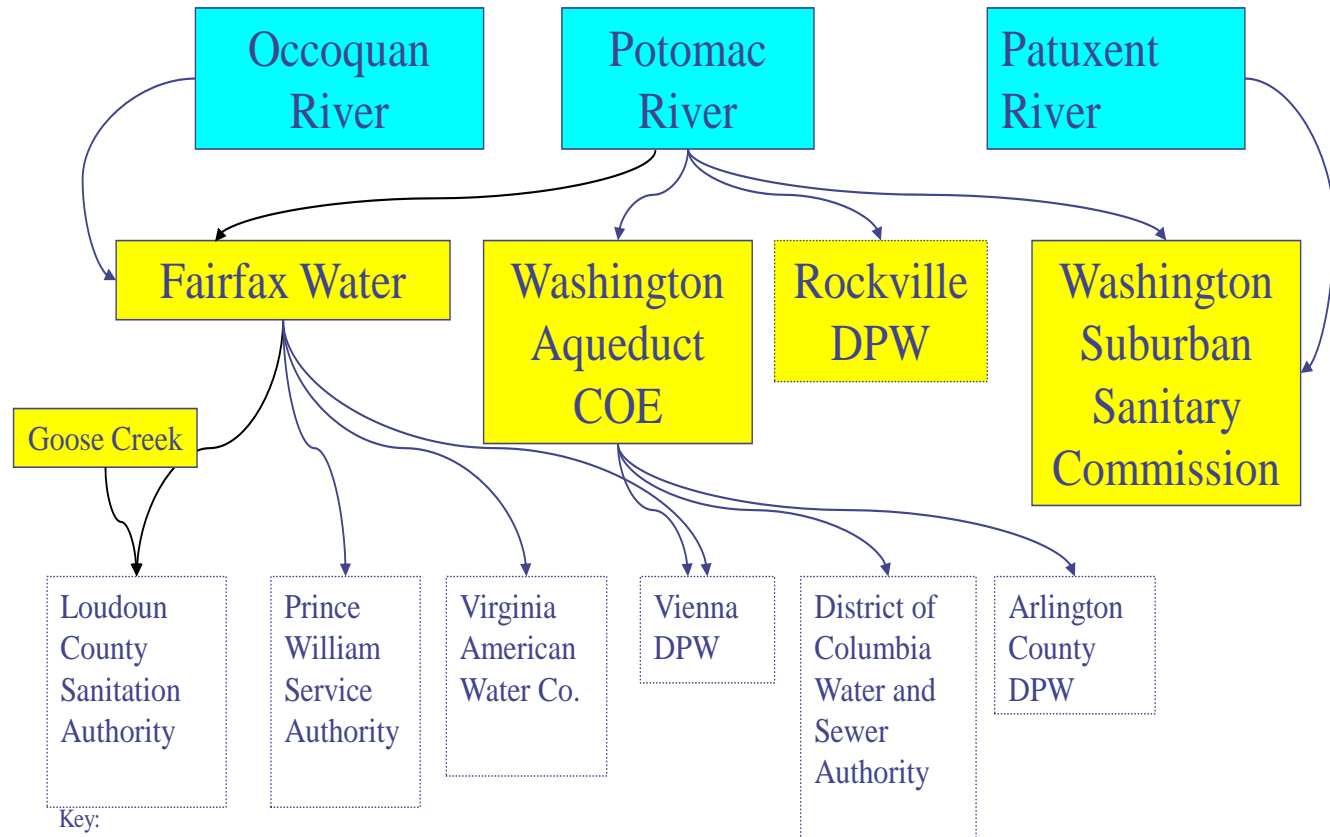 Occoquan
River
Potomac
River
Patuxent
River
Fairfax Water
Washington
Aqueduct
COE
Rockville
DPW
Washington
Suburban
Sanitary
Commission
Goose Creek
Loudoun
County
Sanitation
Authority
Prince
William
Service
Authority
Virginia
American
Water Co.
Vienna
DPW
District of
Columbia
Water and
Sewer
Authority
Arlington
County
DPW
Key: